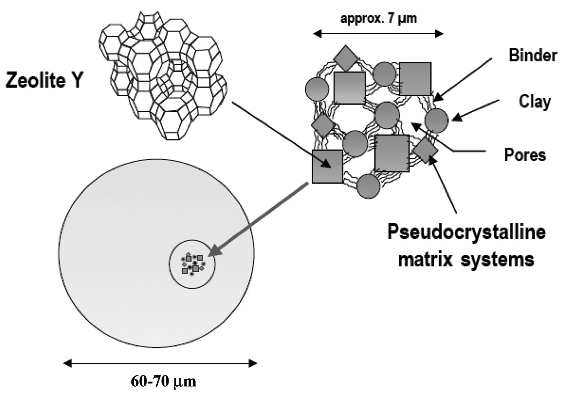 approx. 7 µm
Zeolite Y
Binder
Clay
Pores
Pseudocrystalline
matrix systems
60-70 µm